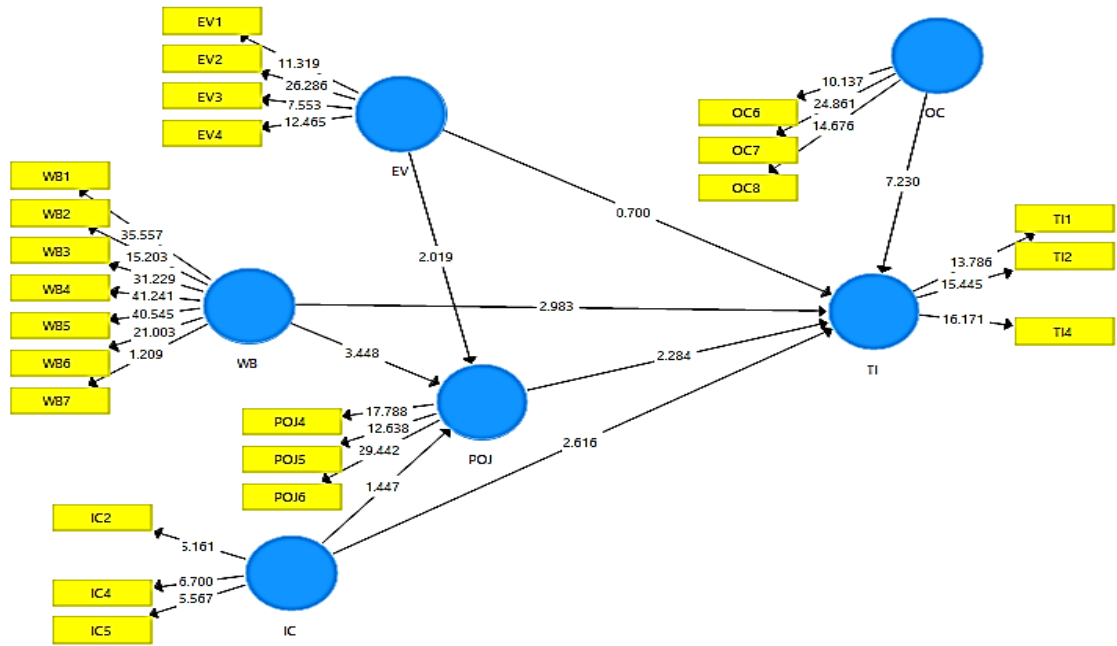 EV1
EV2
EV3
EV4
11.319
26.286
7.553
12.465
EV
OC6
OC7
OC8
10.137
24.861
14.676
OC
7.230
0.700
2.019
WB1
WB2
WB3
WB4
WB5
WB6
WB7
35.557
15.203
31.229
41.241
40.545
21.003
1.209
WB
2.983
3.448
TI1
TI2
TI4
13.786
15.445
16.171
TI
2.284
POJ4
POJ5
POJ6
17.788
12.638
29.442
POJ
2.616
1.447
IC2
IC4
IC5
5.161
6.700
5.567
IC